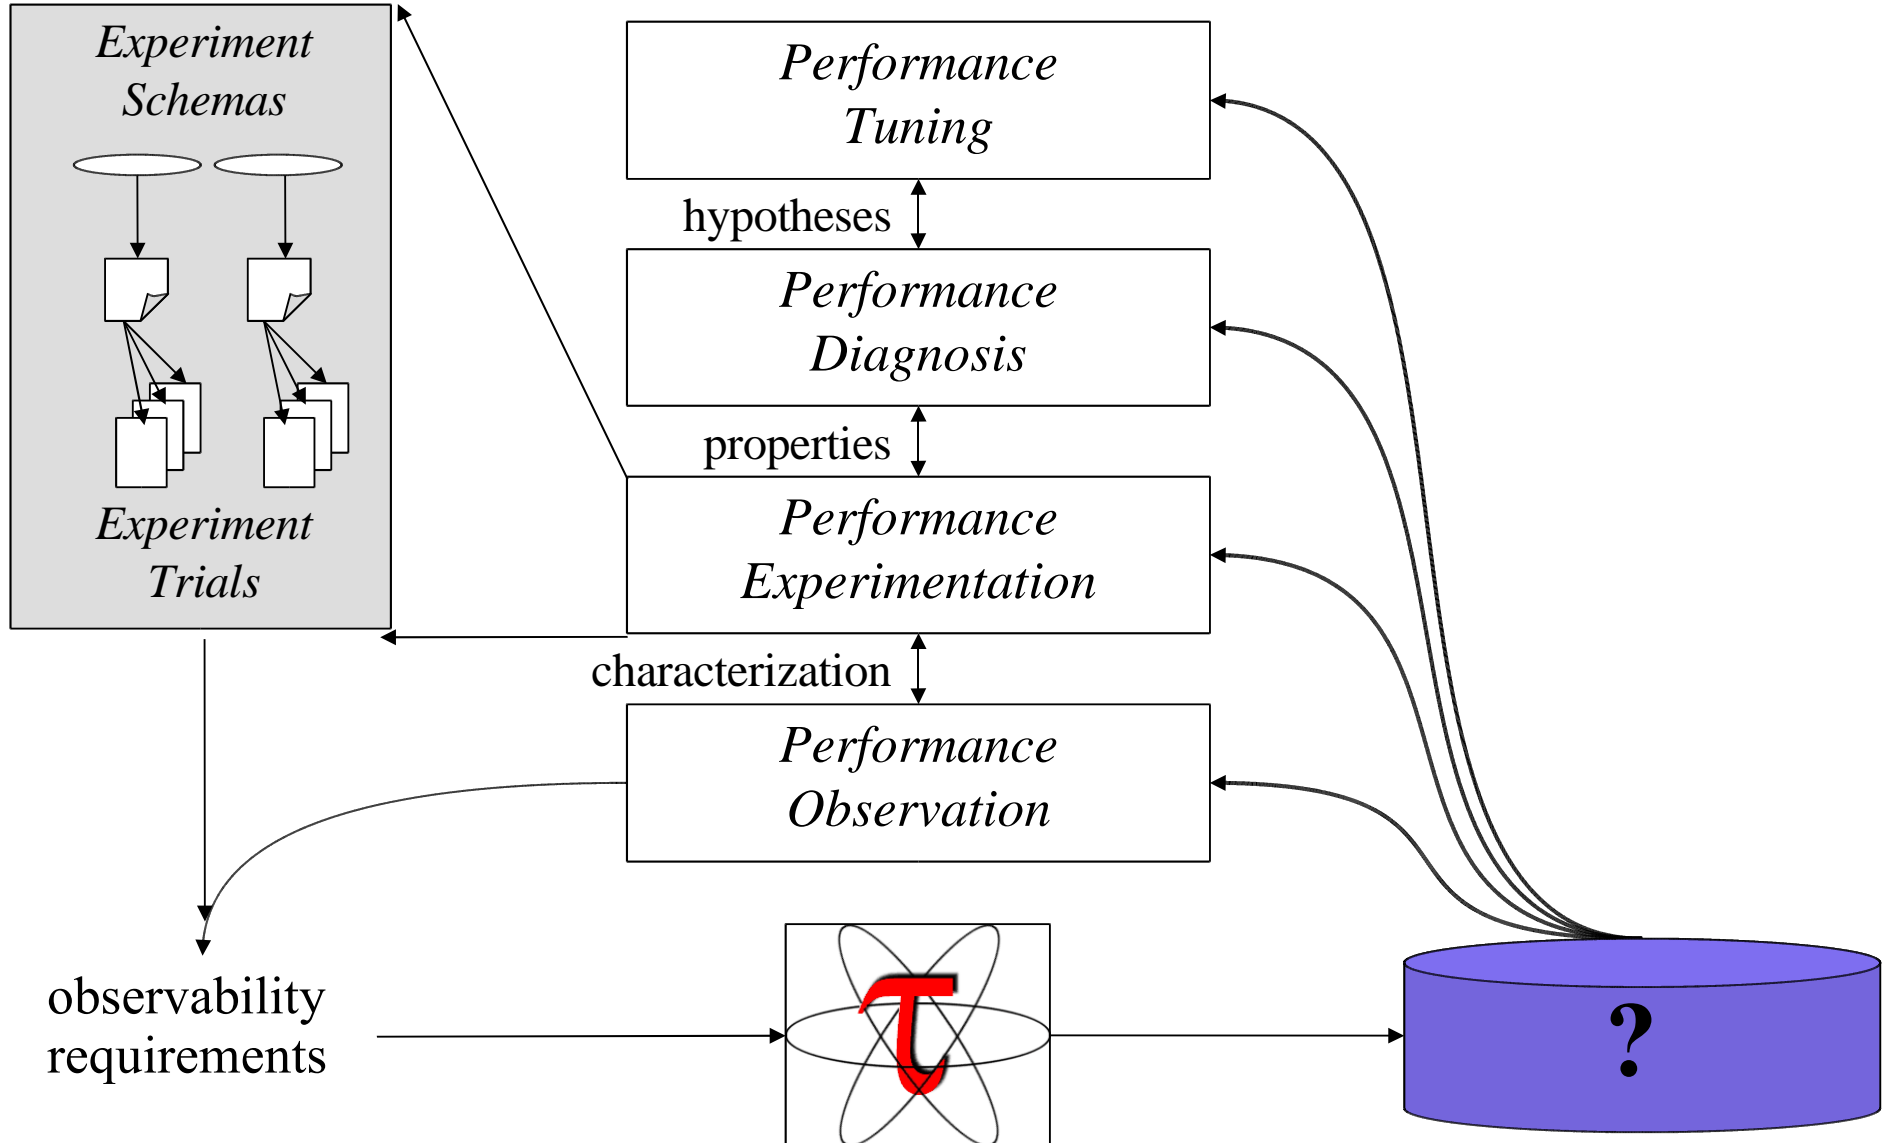 Experiment
Schemas
Experiment
Trials
Performance
Tuning
hypotheses
Performance
Diagnosis
properties
Performance
Experimentation
characterization
Performance
Observation
observability
requirements
τ
?